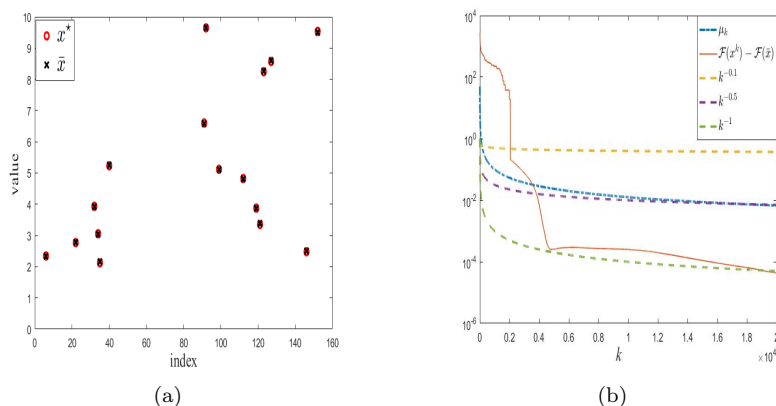 10
9
8
7
6
5
4
3
2
1
0
value
x⋆
x̄
0 20 40 60 80 100 120 140 160
index
(a)
10^4
10^2
10^0
10^-2
10^-4
10^-6
μ_k
F(x^k) − F(x̄)
k^-0.1
k^-0.5
k^-1
0 0.2 0.4 0.6 0.8 1 1.2 1.4 1.6 1.8
k
(b)